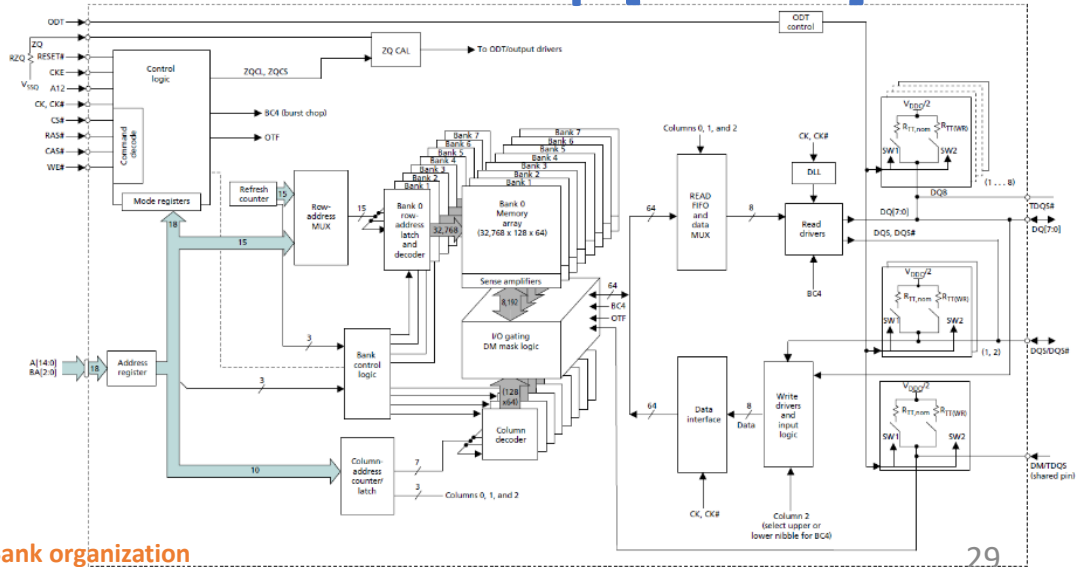 ODT
ZQ
RZQ
RESET#
CKE
VSSQ
A12
CK, CK#
CS#
RAS#
CAS#
WE#
Control
logic
Command
decode
Mode registers
ZQ CAL
To ODT/output drivers
ZQCL, ZQCS
BC4 (burst chop)
OTF
Refresh
counter
15
18
15
Row-
address
MUX
15
Bank 7
Bank 6
Bank 5
Bank 4
Bank 3
Bank 2
Bank 1
Bank 0
row-
address
latch
and
decoder
32,768
Bank 7
Bank 6
Bank 5
Bank 4
Bank 3
Bank 2
Bank 1
Bank 0
Memory
array
(32,768 x 128 x 64)
Sense amplifiers
8,192
64
BC4
OTF
I/O gating
DM mask logic
(128
x64)
Column
decoder
3
3
Bank
control
logic
A[14:0]
BA[2:0]
18
Address
register
10
Column-
address
counter/
latch
7
3
Columns 0, 1, and 2
Columns 0, 1, and 2
64
READ
FIFO
and
data
MUX
8
CK, CK#
DLL
Read
drivers
BC4
DQ[7:0]
DQS, DQS#
64
Data
interface
CK, CK#
8
Data
Write
drivers
and
input
logic
Column 2
(select upper or
lower nibble for BC4)
ODT
control
VDDQ/2
RTT,nom
RTT(WR)
SW1
SW2
(1 . . . 8)
DQ8
TDQS#
DQ[7:0]
VDDQ/2
RTT,nom
RTT(WR)
SW1
SW2
(1, 2)
DQS/DQS#
VDDQ/2
RTT,nom
RTT(WR)
SW1
SW2
DM/TDQS
(shared pin)
ank organization
29